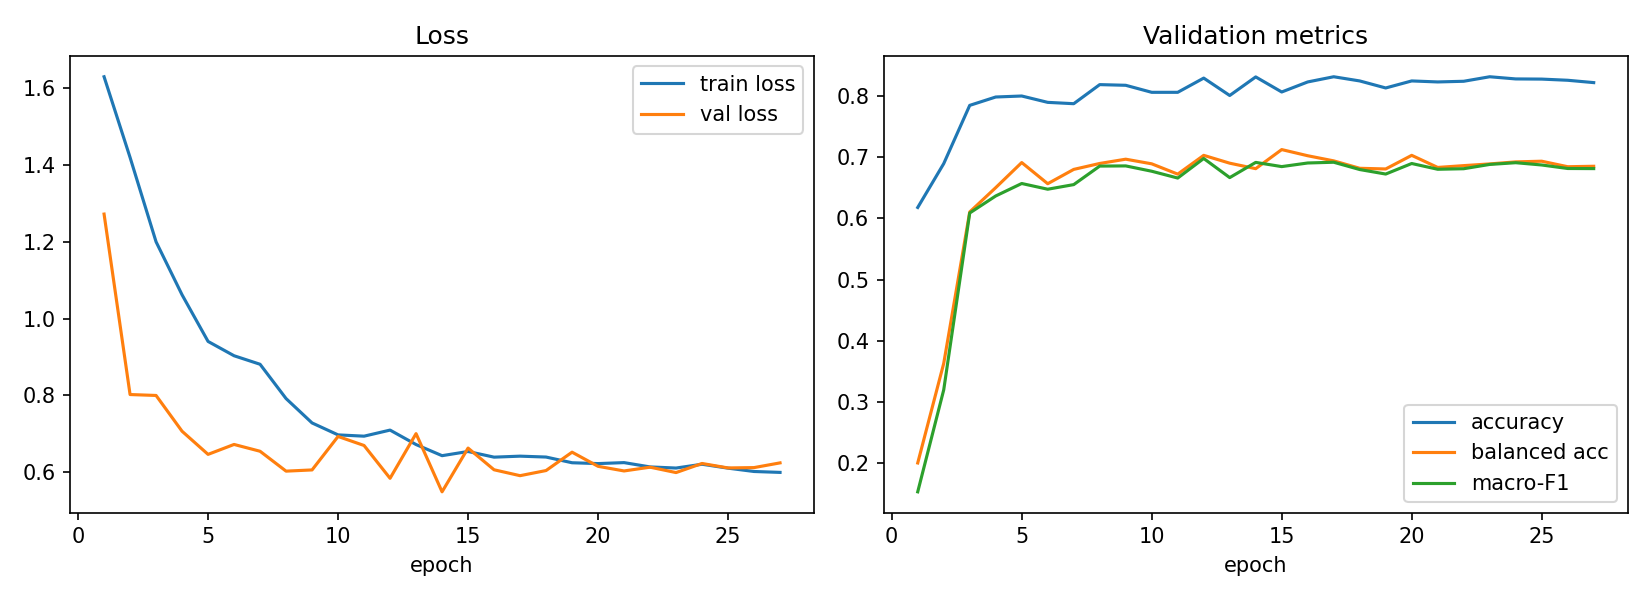 Loss
1.6
1.4
1.2
1.0
0.8
0.6
train loss
val loss
0 5 10 15 20 25
epoch
Validation metrics
0.8
0.7
0.6
0.5
0.4
0.3
0.2
accuracy
balanced acc
macro-F1
0 5 10 15 20 25
epoch